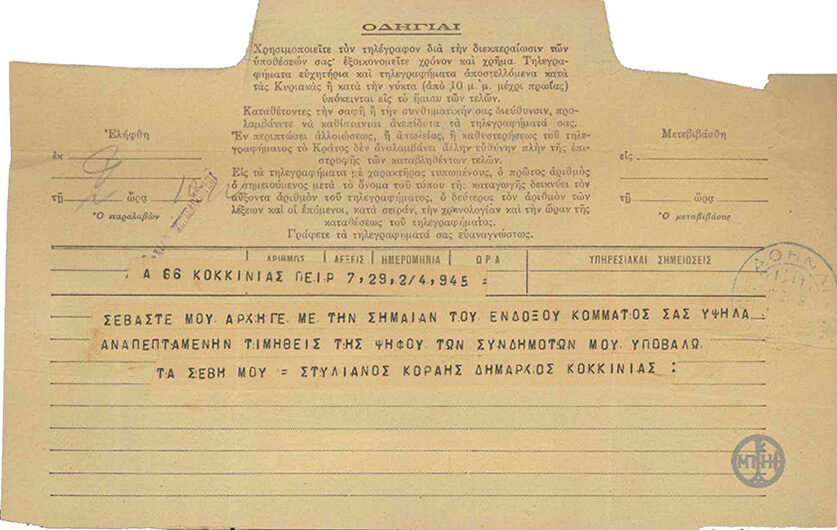 ΟΔΗΓΙΑΙ
Χρησιμοποιεῖτε τὸν τηλέγραφον διὰ τὴν διεκπεραίωσιν τῶν
ὑποθέσεών σας· ἐξοικονομεῖτε χρόνον καὶ χρῆμα. Τηλεγρα-
φήματα εὐχητήρια καὶ τηλεγραφήματα ἀποστελλόμενα κατὰ
τὰς Κυριακὰς ἢ κατὰ τὴν νύκτα (ἀπὸ 10 μ. μ. μέχρι πρωΐας)
ὑπόκεινται εἰς τὸ ἥμισυ τῶν τελῶν.
Καταθέτοντες τὴν σαφῆ ἢ τὴν συνθηματικήν σας διεύθυνσιν, προ-
λαμβάνετε νὰ καθίστανται ἀνεπίδοτα τὰ τηλεγραφήματά σας.
Ἐν περιπτώσει ἀλλοιώσεως, ἢ ἀπωλείας, ἢ καθυστερήσεως τοῦ τηλε-
γραφήματος τὸ Κράτος δὲν ἀναλαμβάνει ἄλλην εὐθύνην πλὴν τῆς ἐπι-
στροφῆς τῶν καταβληθέντων τελῶν.
Εἰς τὰ τηλεγραφήματα μὲ χαρακτῆρας τυπωμένους, ὁ πρῶτος ἀριθμὸς
ὁ σημειούμενος μετὰ τὸ ὄνομα τοῦ τόπου τῆς καταγωγῆς δεικνύει τὸν
αὔξοντα ἀριθμὸν τοῦ τηλεγραφήματος, ὁ δεύτερος τὸν ἀριθμὸν τῶν
λέξεων καὶ οἱ ἑπόμενοι, κατὰ σειράν, τὴν χρονολογίαν καὶ τὴν ὥραν τῆς
καταθέσεως τοῦ τηλεγραφήματος.
Γράφετε τὰ τηλεγραφήματά σας εὐαναγνώστως.
Ἐλήφθη
ἐκ
τῇ ὥρᾳ
Ὁ παραλαβὼν
Μετεβιβάσθη
εἰς
τῇ ὥρᾳ
Ὁ μεταβιβάσας
ΑΡΙΘΜΟΣ ΛΕΞΕΙΣ ΗΜΕΡΟΜΗΝΙΑ ΩΡΑ ΥΠΗΡΕΣΙΑΚΑΙ ΣΗΜΕΙΩΣΕΙΣ
Α 66 ΚΟΚΚΙΝΙΑΣ ΠΕΙΡ 7,29,2/4,945 =
ΑΘΗΝΑΙ
ΣΕΒΑΣΤΕ ΜΟΥ ΑΡΧΗΓΕ ΜΕ ΤΗΝ ΣΗΜΑΙΑΝ ΤΟΥ ΕΝΔΟΞΟΥ ΚΟΜΜΑΤΟΣ ΣΑΣ ΥΨΗΛΑ
ΑΝΑΠΕΠΤΑΜΕΝΗΝ ΤΙΜΗΘΕΙΣ ΤΗΣ ΨΗΦΟΥ ΤΩΝ ΣΥΝΔΗΜΟΤΩΝ ΜΟΥ ΥΠΟΒΑΛΩ
ΤΑ ΣΕΒΗ ΜΟΥ = ΣΤΥΛΙΑΝΟΣ ΚΟΡΑΗΣ ΔΗΜΑΡΧΟΣ ΚΟΚΚΙΝΙΑΣ :